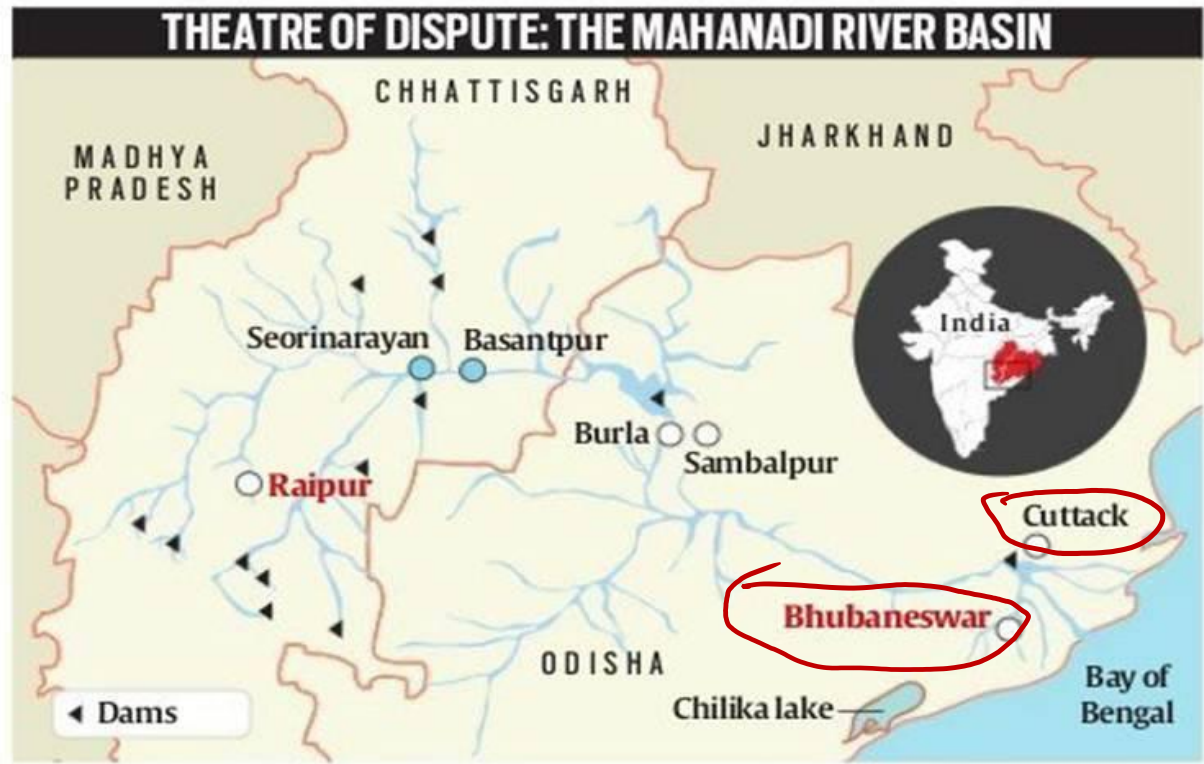 THEATRE OF DISPUTE: THE MAHANADI RIVER BASIN
CHHATTISGARH
JHARKHAND
MADHYA
PRADESH
India
Seorinarayan
Basantpur
Burla
Sambalpur
Raipur
Cuttack
Bhubaneswar
ODISHA
Chilika lake
Bay of
Bengal
Dams